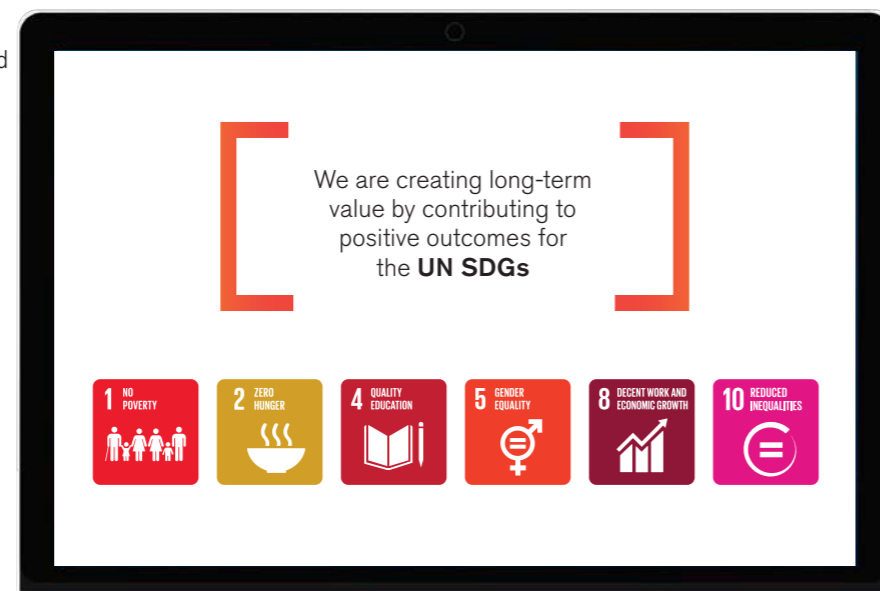 d
We are creating long-term
value by contributing to
positive outcomes for
the UN SDGs
1 NO
POVERTY
2 ZERO
HUNGER
4 QUALITY
EDUCATION
5 GENDER
EQUALITY
8 DECENT WORK AND
ECONOMIC GROWTH
10 REDUCED
INEQUALITIES